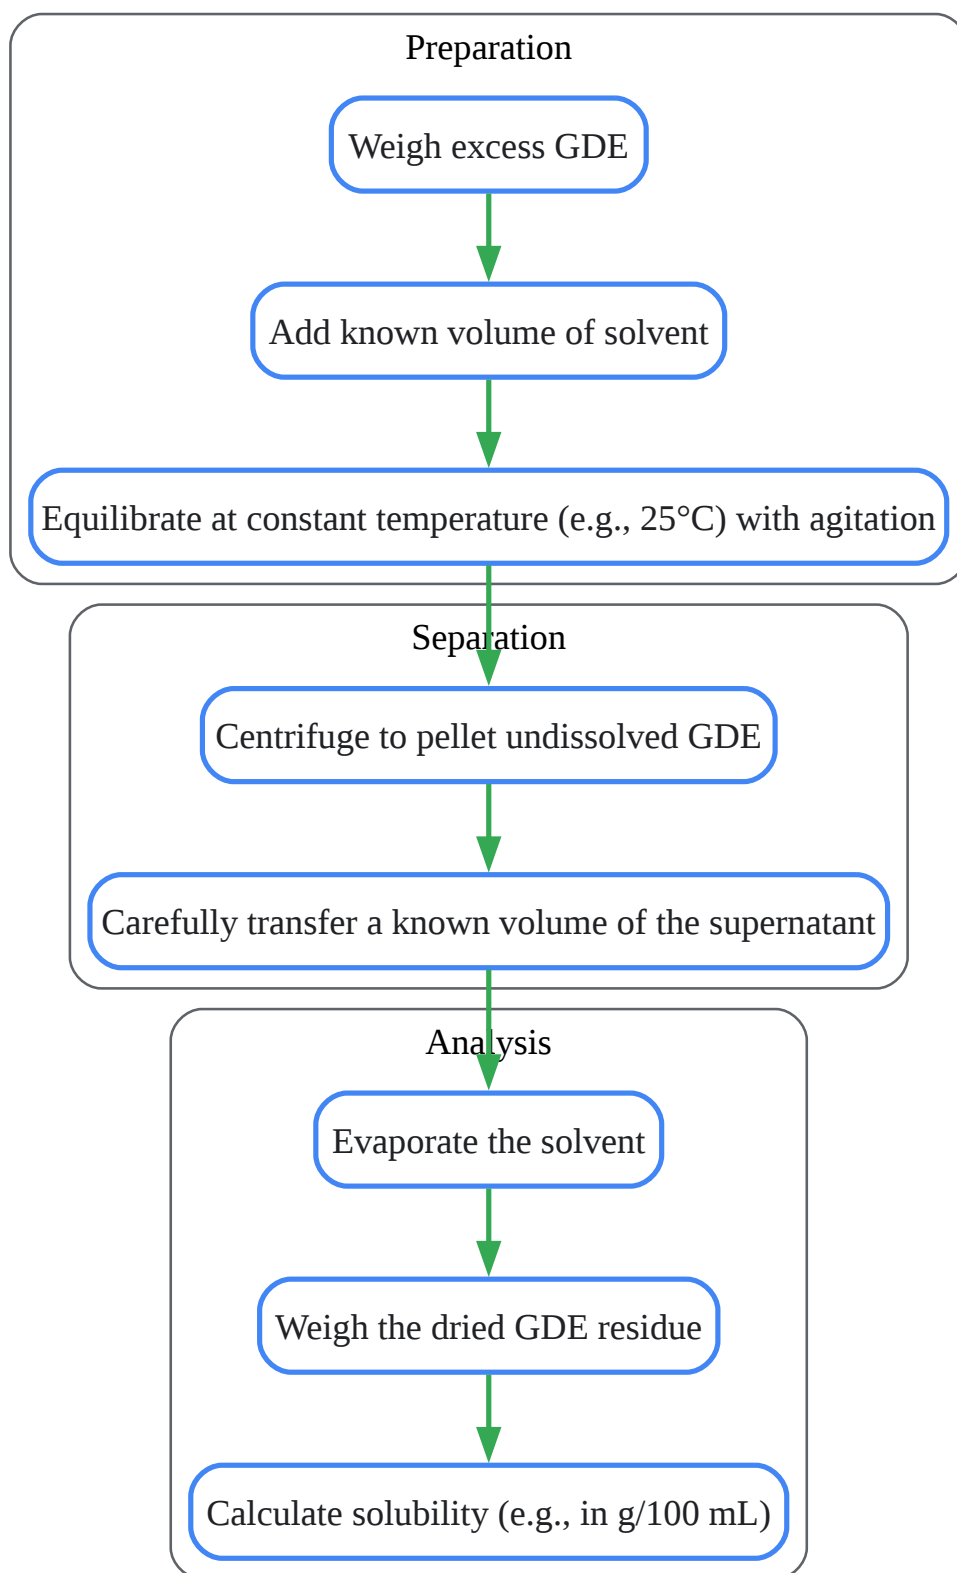 Preparation
Weigh excess GDE
Add known volume of solvent
Equilibrate at constant temperature (e.g., 25°C) with agitation
Separation
Centrifuge to pellet undissolved GDE
Carefully transfer a known volume of the supernatant
Analysis
Evaporate the solvent
Weigh the dried GDE residue
Calculate solubility (e.g., in g/100 mL)